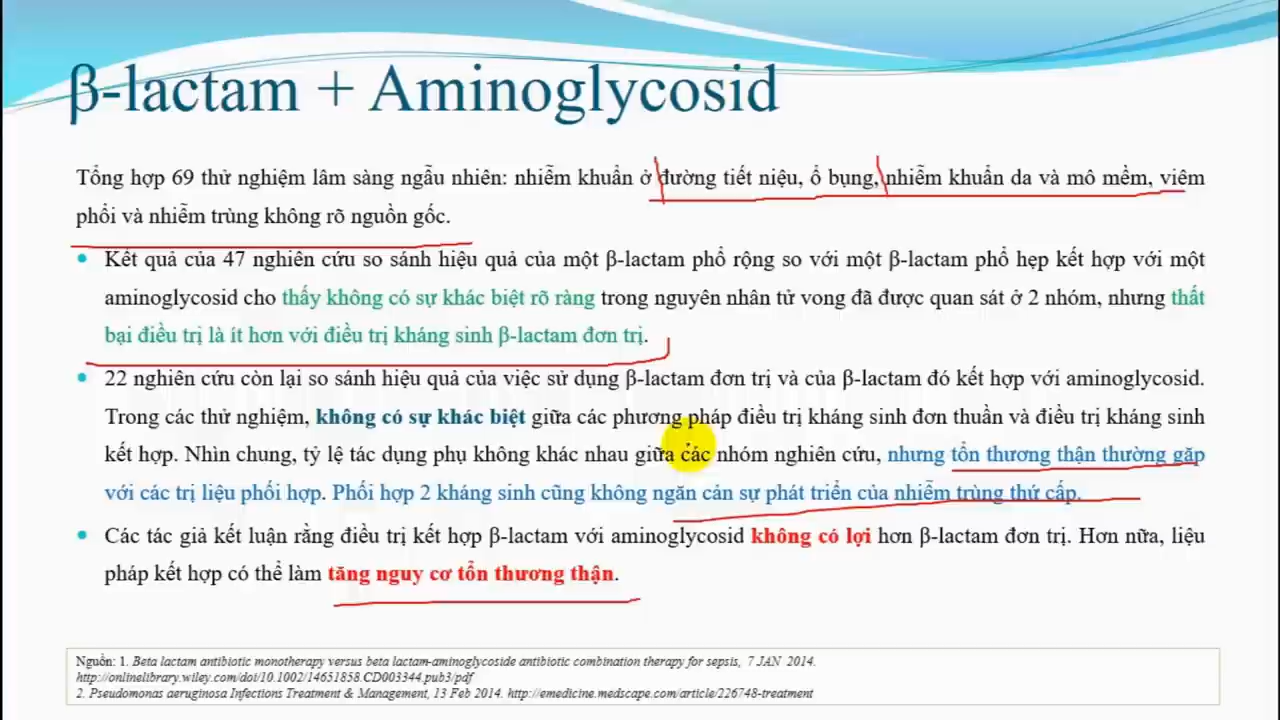 β-lactam + Aminoglycosid
Tổng hợp 69 thử nghiệm lâm sàng ngẫu nhiên: nhiễm khuẩn ở đường tiết niệu, ổ bụng, nhiễm khuẩn da và mô mềm, viêm
phổi và nhiễm trùng không rõ nguồn gốc.
• Kết quả của 47 nghiên cứu so sánh hiệu quả của một β-lactam phổ rộng so với một β-lactam phổ hẹp kết hợp với một
aminoglycosid cho thấy không có sự khác biệt rõ ràng trong nguyên nhân tử vong đã được quan sát ở 2 nhóm, nhưng thất
bại điều trị là ít hơn với điều trị kháng sinh β-lactam đơn trị.
• 22 nghiên cứu còn lại so sánh hiệu quả của việc sử dụng β-lactam đơn trị và của β-lactam đó kết hợp với aminoglycosid.
Trong các thử nghiệm, không có sự khác biệt giữa các phương pháp điều trị kháng sinh đơn thuần và điều trị kháng sinh
kết hợp. Nhìn chung, tỷ lệ tác dụng phụ không khác nhau giữa các nhóm nghiên cứu, nhưng tổn thương thận thường gặp
với các trị liệu phối hợp. Phối hợp 2 kháng sinh cũng không ngăn cản sự phát triển của nhiễm trùng thứ cấp.
• Các tác giả kết luận rằng điều trị kết hợp β-lactam với aminoglycosid không có lợi hơn β-lactam đơn trị. Hơn nữa, liệu
pháp kết hợp có thể làm tăng nguy cơ tổn thương thận.
Nguồn: 1. Beta lactam antibiotic monotherapy versus beta lactam-aminoglycoside antibiotic combination therapy for sepsis, 7 JAN 2014.
http://onlinelibrary.wiley.com/doi/10.1002/14651858.CD003344.pub3/pdf
2. Pseudomonas aeruginosa Infections Treatment & Management, 13 Feb 2014. http://emedicine.medscape.com/article/226748-treatment